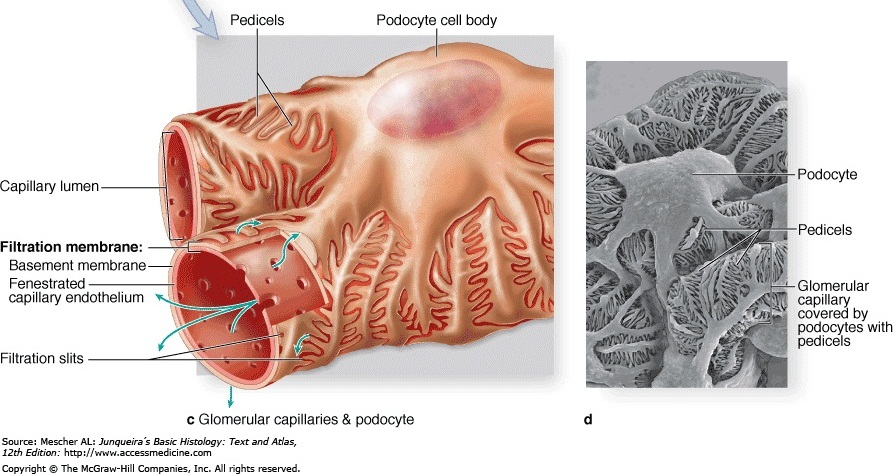 Pedicels
Podocyte cell body
Capillary lumen
Filtration membrane:
Basement membrane
Fenestrated
capillary endothelium
Filtration slits
c Glomerular capillaries & podocyte
Podocyte
Pedicels
Glomerular
capillary
covered by
podocytes with
pedicels
d
Source: Mescher AL: Junqueira´s Basic Histology: Text and Atlas,
12th Edition: http://www.accessmedicine.com
Copyright © The McGraw-Hill Companies, Inc. All rights reserved.